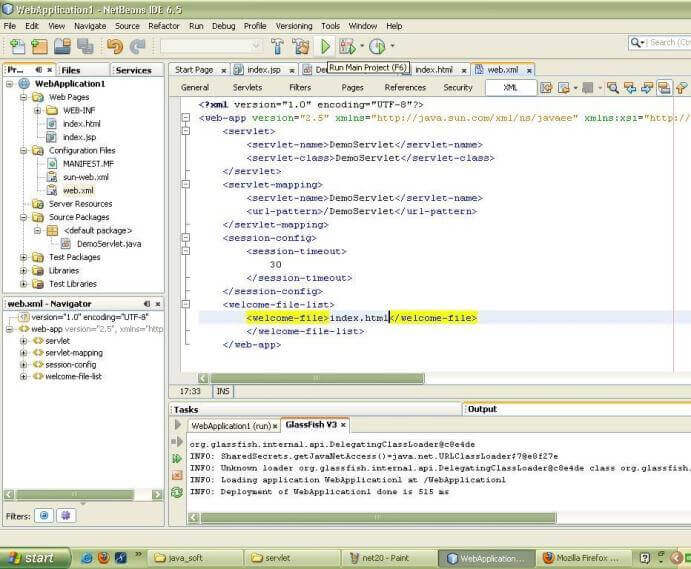 WebApplication1 - NetBeans IDE 6.5
File Edit View Navigate Source Refactor Run Debug Profile Versioning Tools Window Help
Search (Ctrl+I)
Run Main Project (F6)
Pr... Files Services
Start Page index.jsp index.html web.xml
General Servlets Filters Pages References Security XML
WebApplication1
Web Pages
WEB-INF
index.html
index.jsp
Configuration Files
MANIFEST.MF
sun-web.xml
web.xml
Server Resources
Source Packages
<default package>
DemoServlet.java
Test Packages
Libraries
Test Libraries
<?xml version="1.0" encoding="UTF-8"?>
<web-app version="2.5" xmlns="http://java.sun.com/xml/ns/javaee" xmlns:xsi="http://
<servlet>
<servlet-name>DemoServlet</servlet-name>
<servlet-class>DemoServlet</servlet-class>
</servlet>
<servlet-mapping>
<servlet-name>DemoServlet</servlet-name>
<url-pattern>/DemoServlet</url-pattern>
</servlet-mapping>
<session-config>
<session-timeout>
30
</session-timeout>
</session-config>
<welcome-file-list>
<welcome-file>index.html</welcome-file>
</welcome-file-list>
</web-app>
17:33 INS
web.xml - Navigator
version="1.0" encoding="UTF-8"
web-app version="2.5", xmlns="http
servlet
servlet-mapping
session-config
welcome-file-list
Filters:
Tasks Output
WebApplication1 (run) GlassFish V3
org.glassfish.internal.api.DelegatingClassLoader@c8e4de
INFO: SharedSecrets.getJavaNetAccess()=java.net.URLClassLoader$7@e8f27e
INFO: Unknown loader org.glassfish.internal.api.DelegatingClassLoader@c8e4de class org.glassfish.
INFO: Loading application WebApplication1 at /WebApplication1
INFO: Deployment of WebApplication1 done is 515 ms
start java_soft servlet net20 - Paint WebApplication... Mozilla Firefox